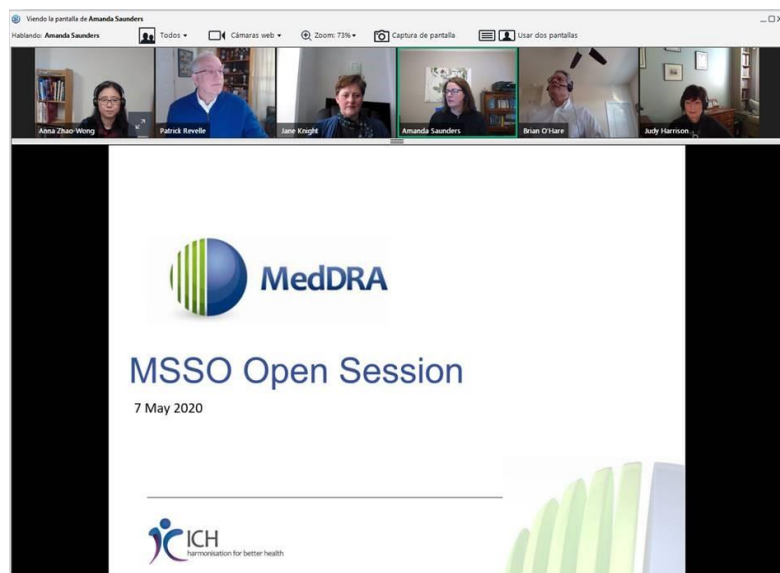 Viendo la pantalla de Amanda Saunders
Hablando: Amanda Saunders Todos Cámaras web Zoom: 73% Captura de pantalla Usar dos pantallas
Anna Zhao-Wong Patrick Revelle Jane Knight Amanda Saunders Brian O'Hare Judy Harrison
MedDRA
MSSO Open Session
7 May 2020
ICH
harmonisation for better health